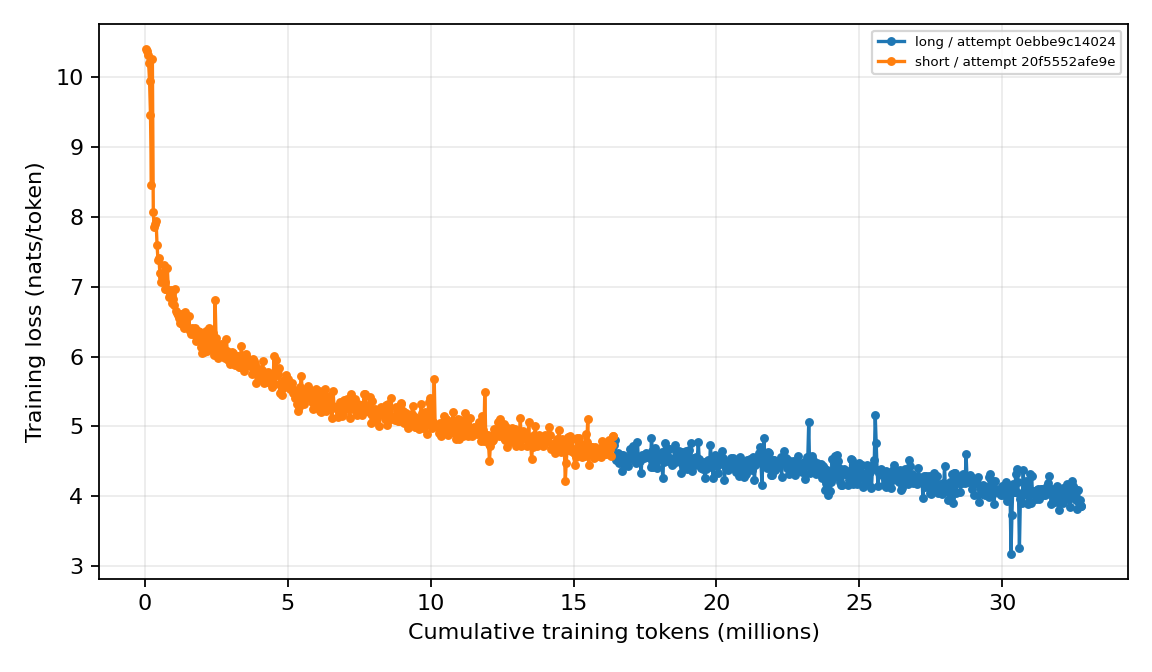 long / attempt 0ebbe9c14024
short / attempt 20f5552afe9e
Training loss (nats/token)
10
9
8
7
6
5
4
3
0 5 10 15 20 25 30
Cumulative training tokens (millions)